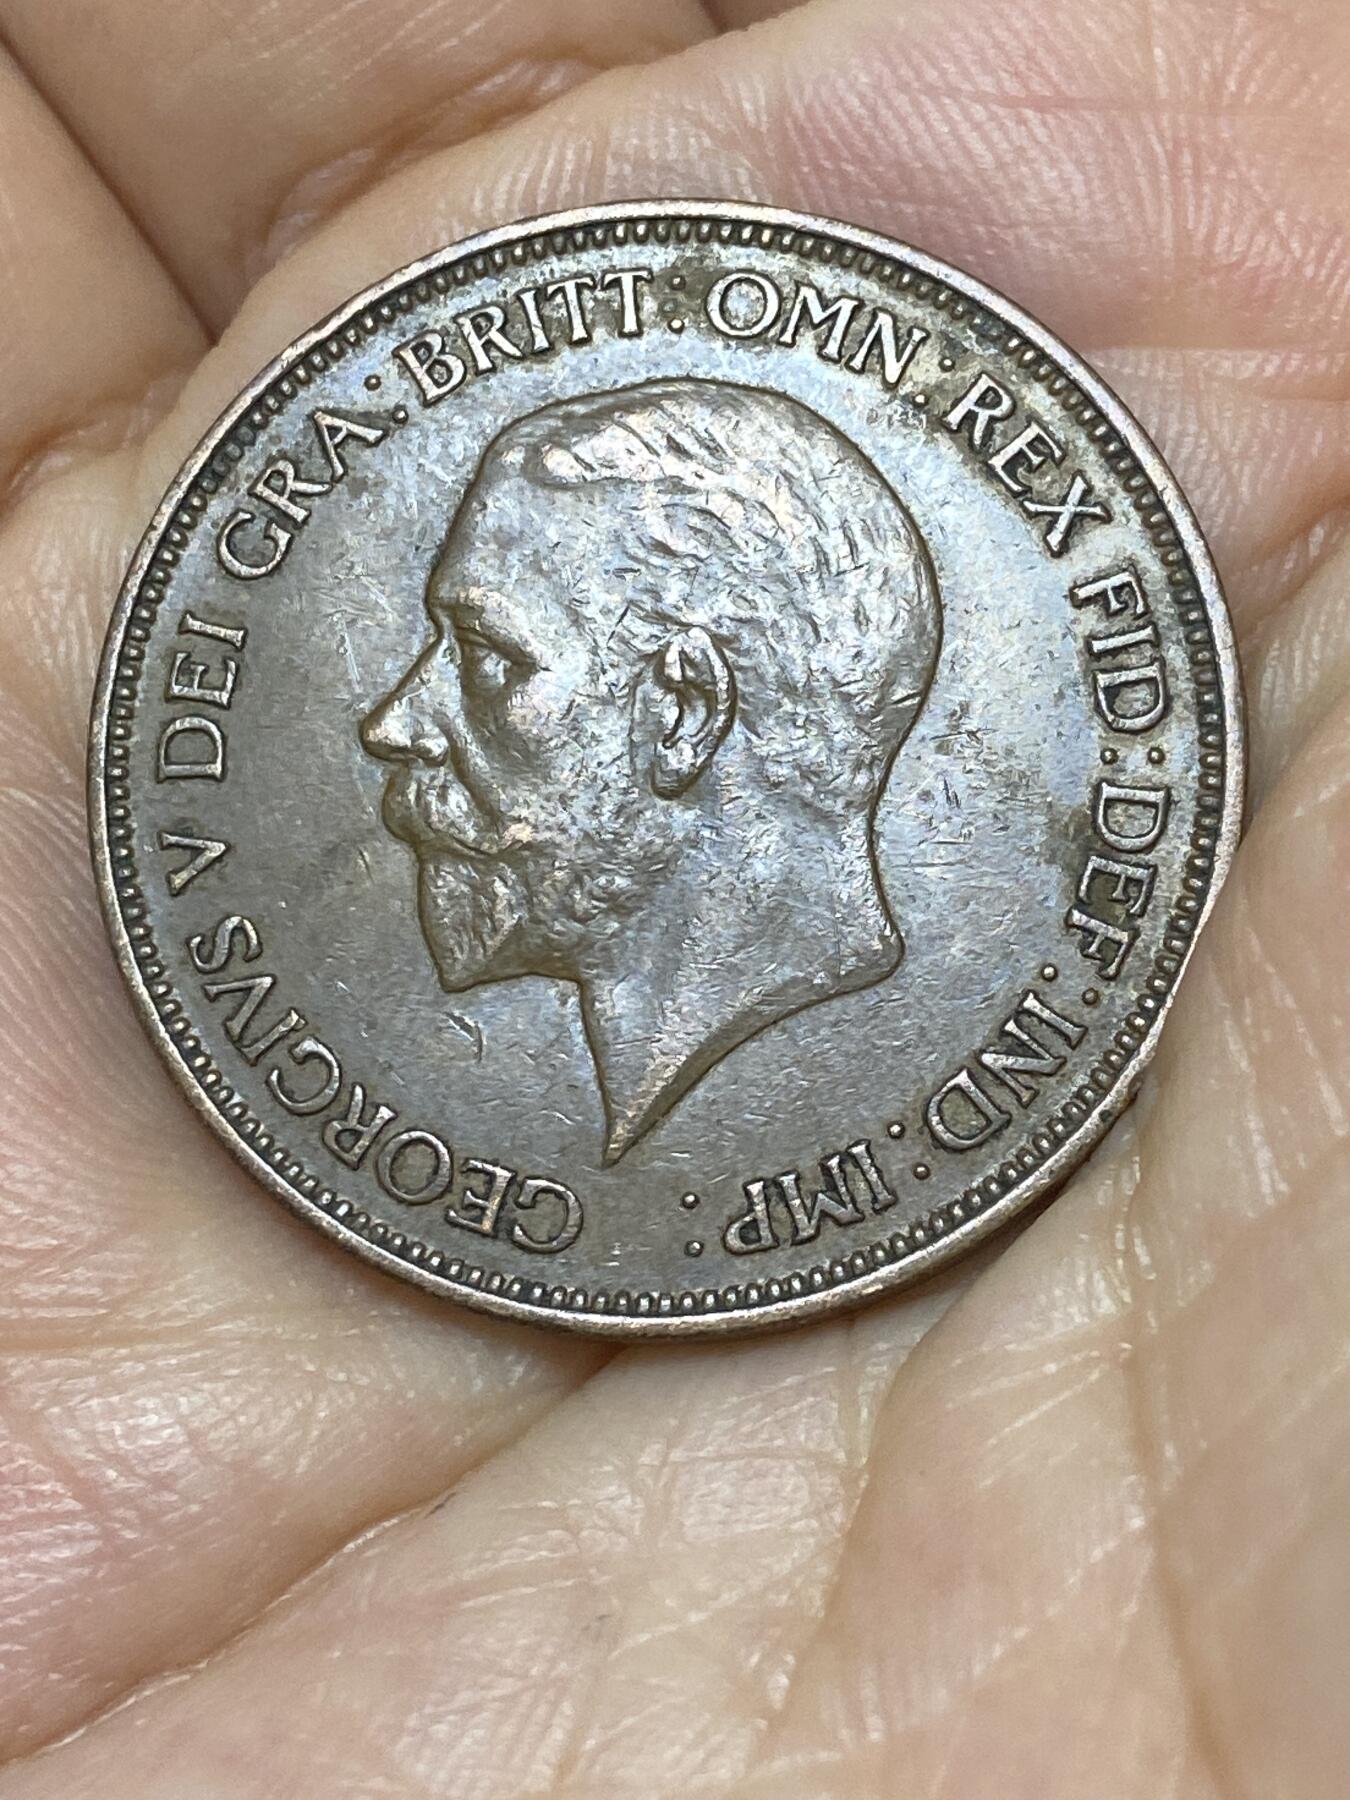 GEORGIVS V DEI GRA: BRITT: OMN: REX FID: DEF: IND: IMP: